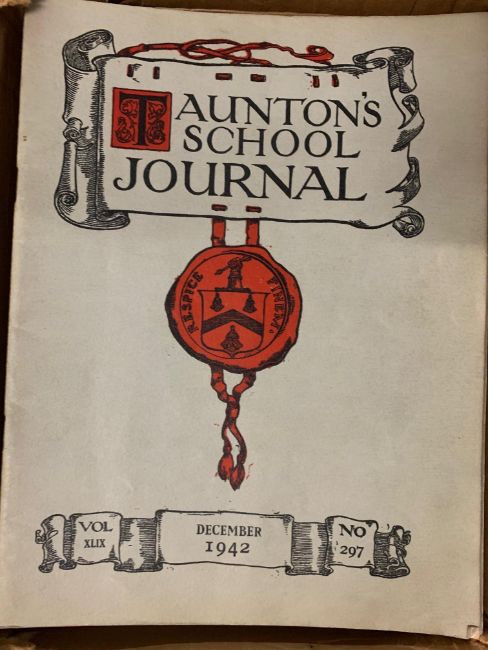 TAUNTON'S
SCHOOL
JOURNAL
RESPICE FINEM.
VOL
XLIX
DECEMBER
1942
NO
297